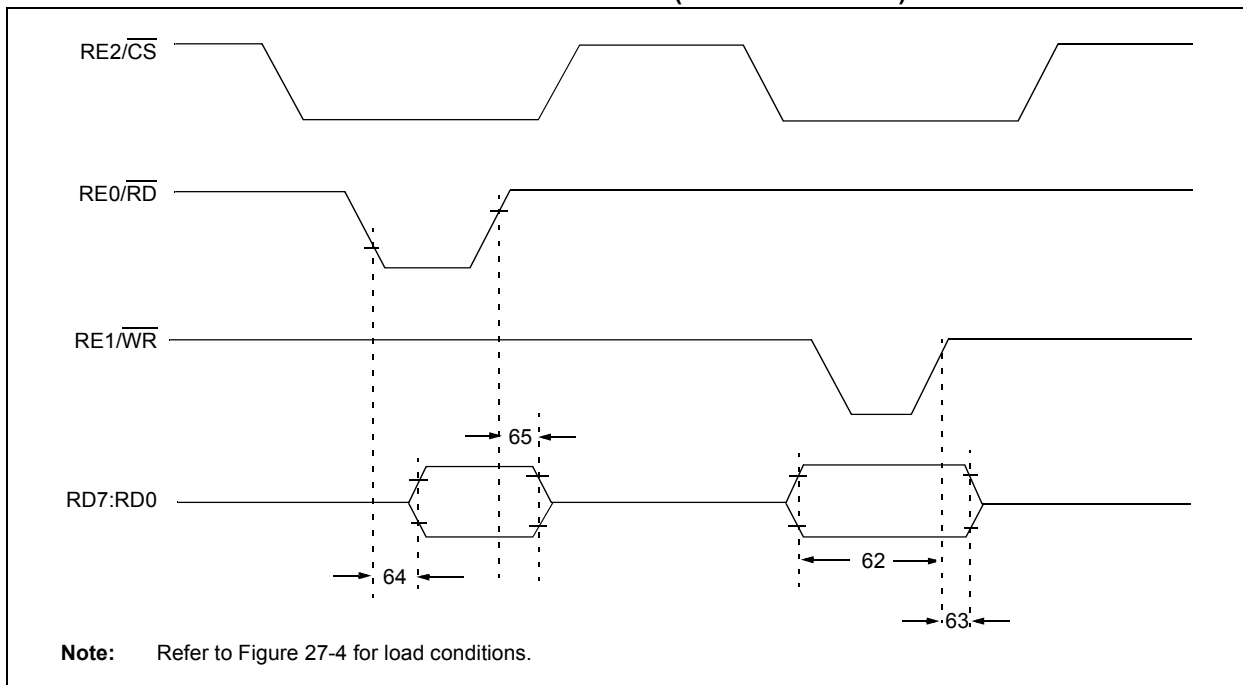 RE2/CS
RE0/RD
RE1/WR
65
RD7:RD0
62
64
63
Note: Refer to Figure 27-4 for load conditions.